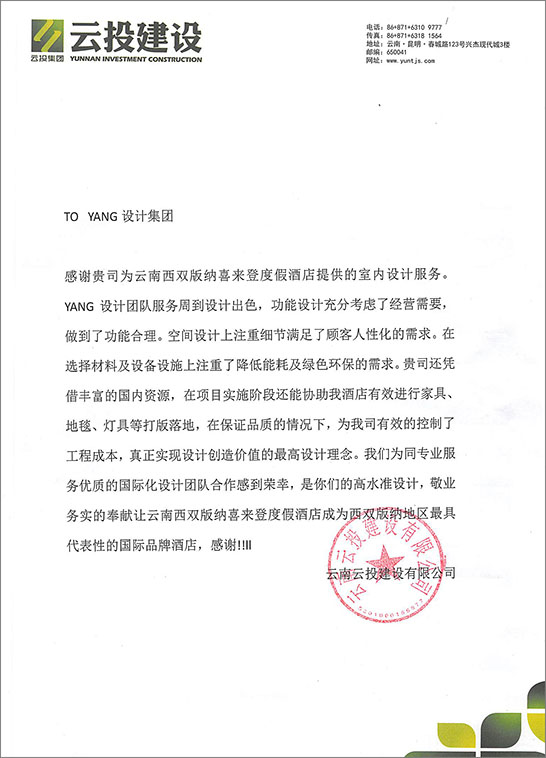 云投集团
云投建设
YUNNAN INVESTMENT CONSTRUCTION
电话: 86+871+6310 9777
传真: 86+871+6318 1564
地址: 云南·昆明·春城路123号兴杰现代城3楼
邮编: 650041
网址: www.yuntjs.com
TO YANG 设计集团
感谢贵司为云南西双版纳喜来登度假酒店提供的室内设计服务。
YANG 设计团队服务周到设计出色，功能设计充分考虑了经营需要，
做到了功能合理。空间设计上注重细节满足了顾客人性化的需求。在
选择材料及设备设施上注重了降低能耗及绿色环保的需求。贵司还凭
借丰富的国内资源，在项目实施阶段还能协助我酒店有效进行家具、
地毯、灯具等打版落地，在保证品质的情况下，为我司有效的控制了
工程成本，真正实现设计创造价值的最高设计理念。我们为同专业服
务优质的国际化设计团队合作感到荣幸，是你们的高水准设计，敬业
务实的奉献让云南西双版纳喜来登度假酒店成为西双版纳地区最具
代表性的国际品牌酒店，感谢!!!!
云南云投建设有限公司
云南云投建设有限公司